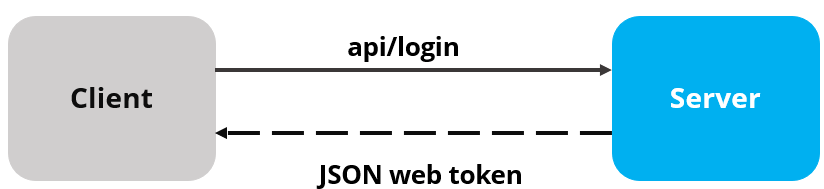 api/login
Client
Server
JSON web token